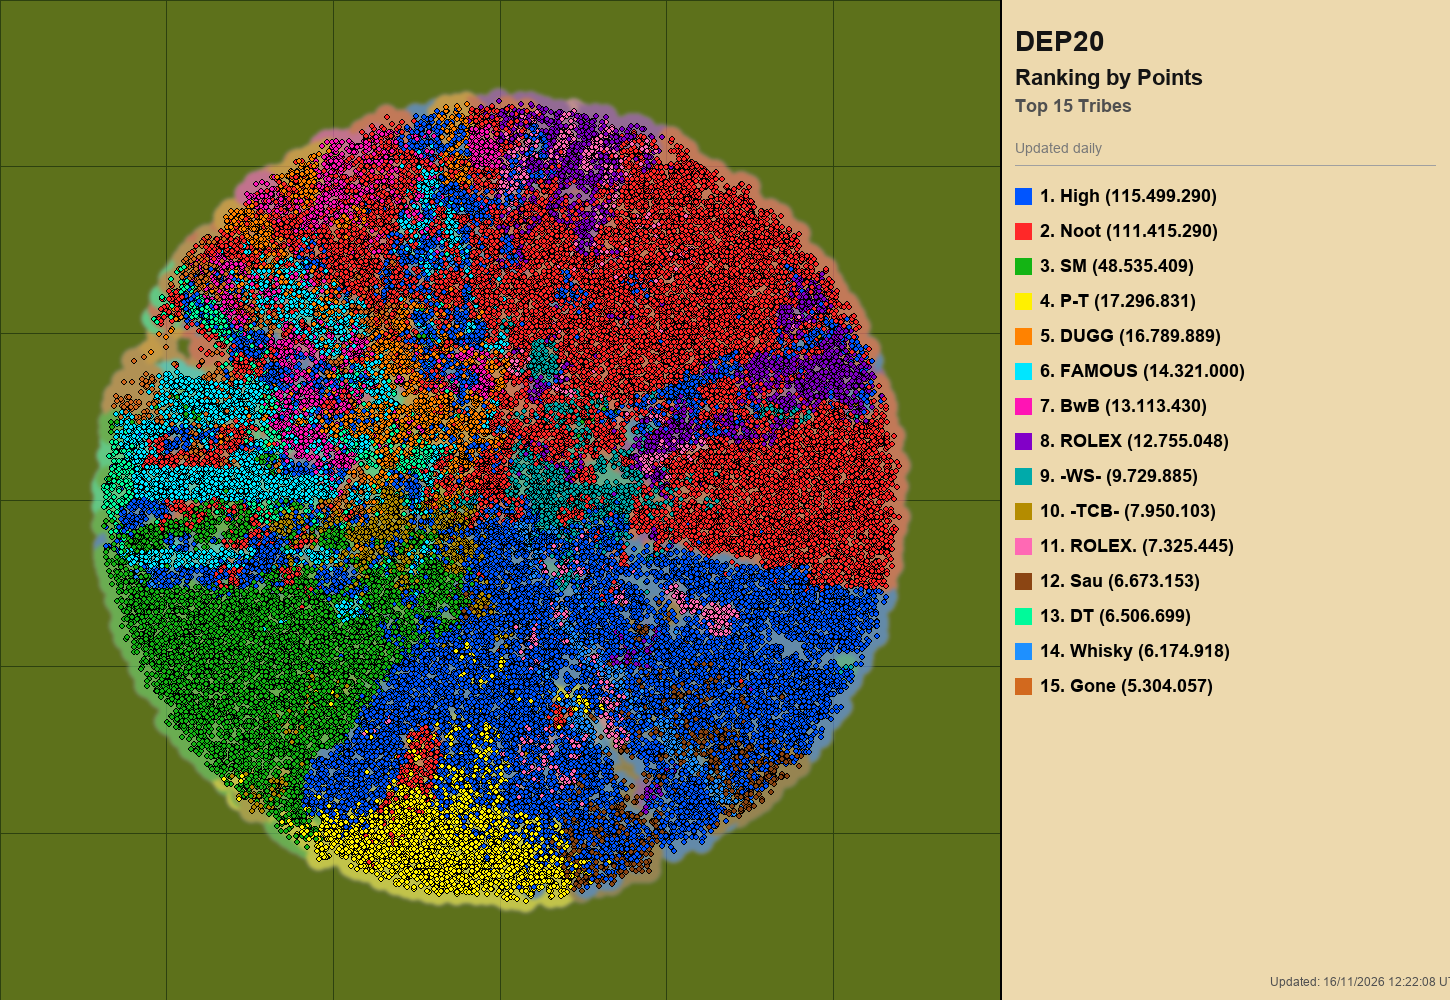 DEP20
Ranking by Points
Top 15 Tribes
Updated daily
1. High (115.499.290)
2. Noot (111.415.290)
3. SM (48.535.409)
4. P-T (17.296.831)
5. DUGG (16.789.889)
6. FAMOUS (14.321.000)
7. BwB (13.113.430)
8. ROLEX (12.755.048)
9. -WS- (9.729.885)
10. -TCB- (7.950.103)
11. ROLEX. (7.325.445)
12. Sau (6.673.153)
13. DT (6.506.699)
14. Whisky (6.174.918)
15. Gone (5.304.057)
Updated: 16/11/2026 12:22:08 U